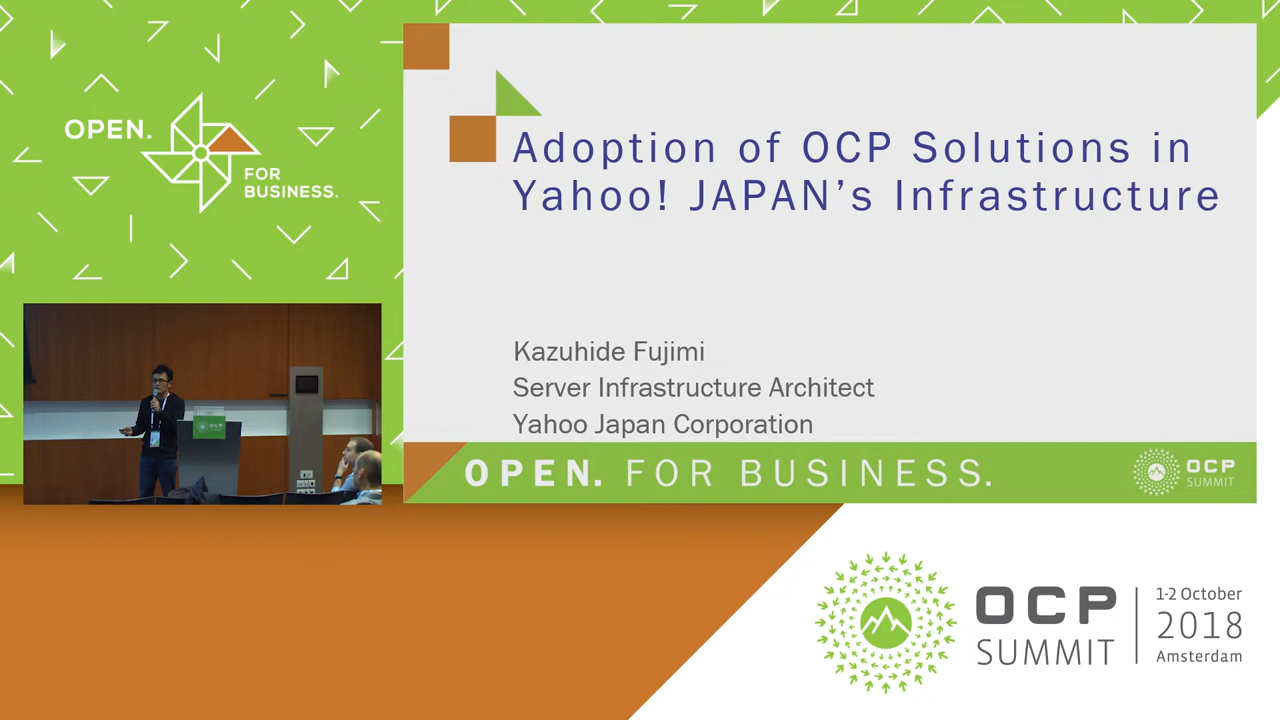 OPEN.
FOR
BUSINESS.
Adoption of OCP Solutions in
Yahoo! JAPAN’s Infrastructure
Kazuhide Fujimi
Server Infrastructure Architect
Yahoo Japan Corporation
OPEN. FOR BUSINESS.
OCP
SUMMIT
OCP
OCP
SUMMIT
1-2 October
2018
Amsterdam